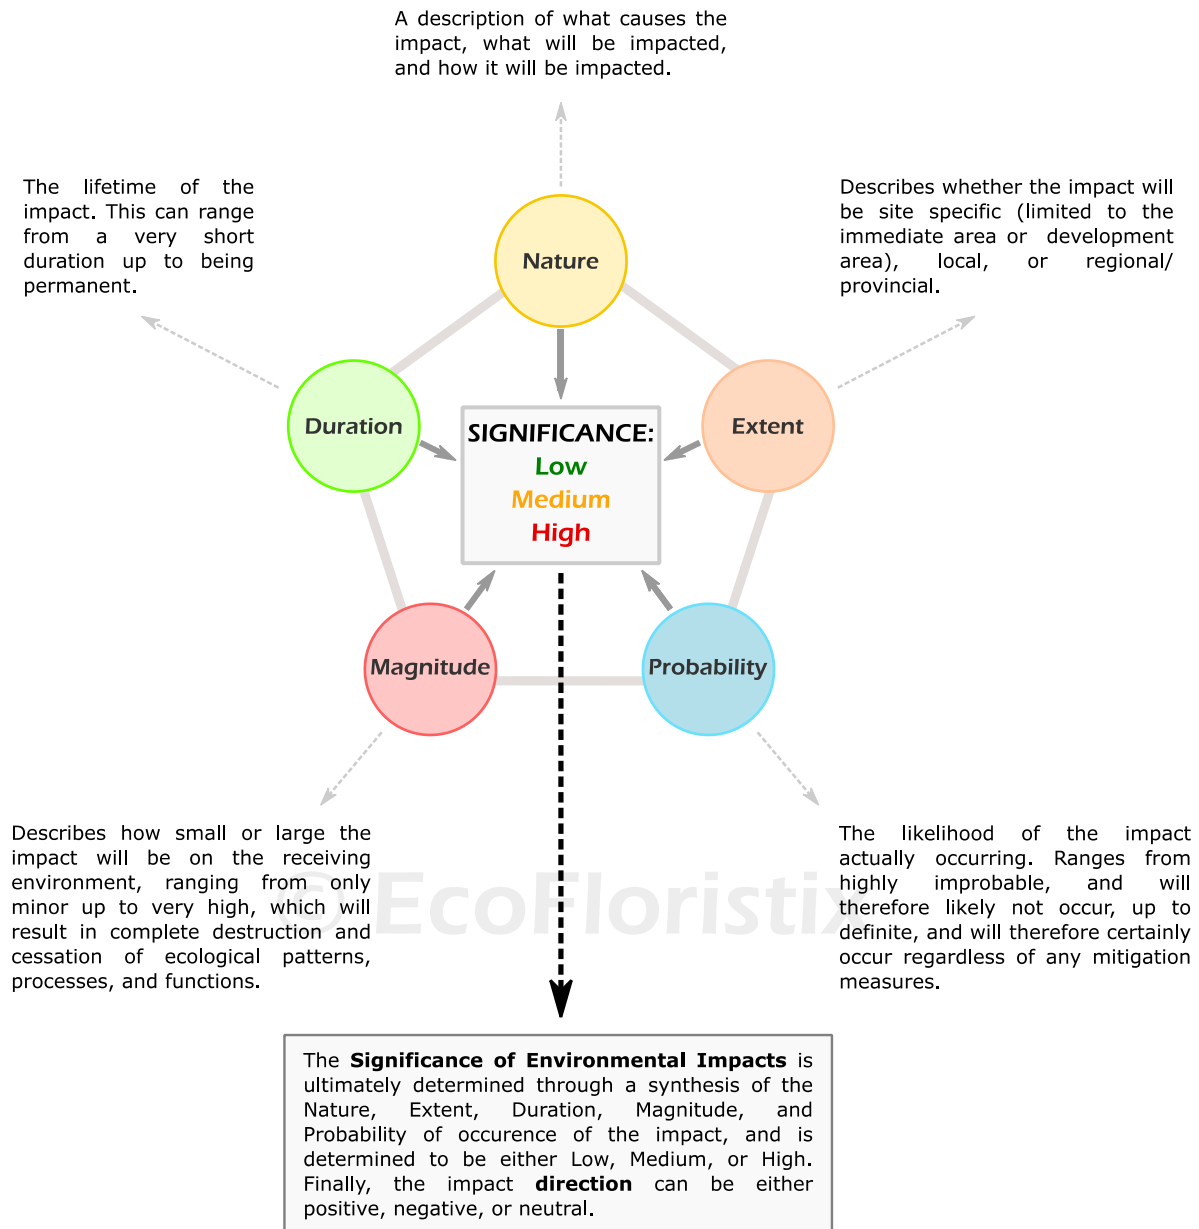 A description of what causes the
impact, what will be impacted,
and how it will be impacted.
The lifetime of the
impact. This can range
from a very short
duration up to being
permanent.
Describes whether the impact will
be site specific (limited to the
immediate area or development
area), local, or regional/
provincial.
Nature
Duration
Extent
SIGNIFICANCE:
Low
Medium
High
Magnitude
Probability
Describes how small or large the
impact will be on the receiving
environment, ranging from only
minor up to very high, which will
result in complete destruction and
cessation of ecological patterns,
processes, and functions.
The likelihood of the impact
actually occurring. Ranges from
highly improbable, and will
therefore likely not occur, up to
definite, and will therefore certainly
occur regardless of any mitigation
measures.
© EcoFloristix
The Significance of Environmental Impacts is
ultimately determined through a synthesis of the
Nature, Extent, Duration, Magnitude, and
Probability of occurence of the impact, and is
determined to be either Low, Medium, or High.
Finally, the impact direction can be either
positive, negative, or neutral.